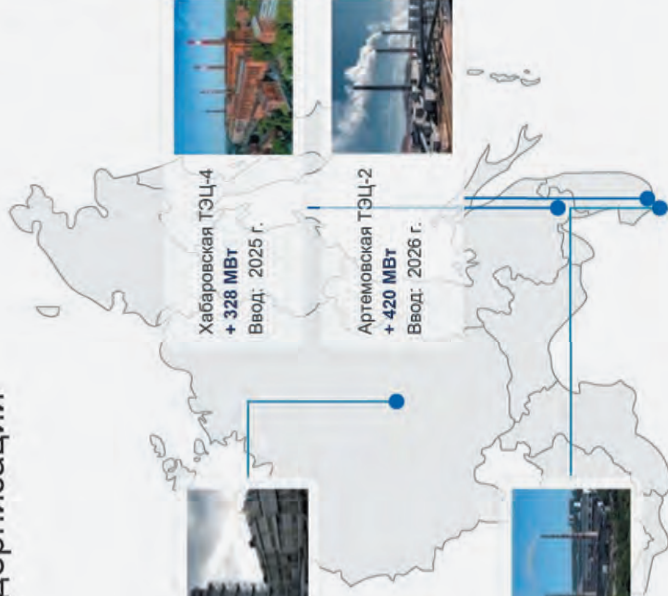 Хабаровская ТЭЦ-4
+ 328 МВт
Ввод: 2025 г.
Артемовская ТЭЦ-2
+ 420 МВт
Ввод: 2026 г.